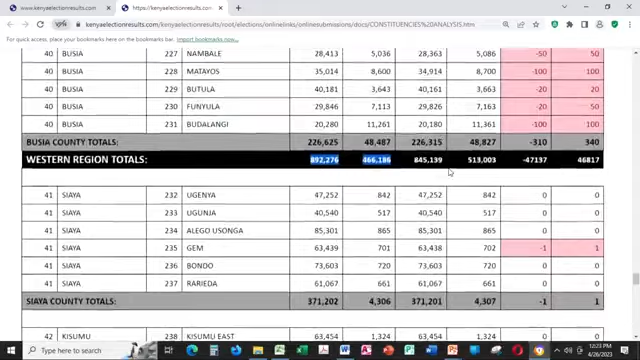 www.kenyaelectionresults.com
https://kenyaelectionresults.com
https://kenyaelectionresults/root/elections/onlinelinks/onlinesubmissions/docs/CONSTITUENCIES%20ANALYSIS.htm
For quick access, place your bookmarks here on the bookmarks bar. Import bookmarks now...
40 BUSIA 227 NAMBALE 28,413 5,036 28,363 5,086 -50 50
40 BUSIA 228 MATAYOS 35,014 8,600 34,914 8,700 -100 100
40 BUSIA 229 BUTULA 40,181 3,643 40,161 3,663 -20 20
40 BUSIA 230 FUNYULA 29,846 7,113 29,826 7,163 -20 50
40 BUSIA 231 BUDALANGI 20,280 11,261 20,180 11,361 -100 100
BUSIA COUNTY TOTALS: 226,625 48,487 226,315 48,827 -310 340
WESTERN REGION TOTALS: 892,276 466,186 845,139 513,003 -47137 46817
41 SIAYA 232 UGENYA 47,252 842 47,252 842 0 0
41 SIAYA 233 UGUNJA 40,540 517 40,540 517 0 0
41 SIAYA 234 ALEGO USONGA 85,301 865 85,301 865 0 0
41 SIAYA 235 GEM 63,439 701 63,438 702 -1 1
41 SIAYA 236 BONDO 73,603 720 73,603 720 0 0
41 SIAYA 237 RARIEDA 61,067 661 61,067 661 0 0
SIAYA COUNTY TOTALS: 371,202 4,306 371,201 4,307 -1 1
42 KISUMU 238 KISUMU EAST 63,454 1,324 63,454 1,324 0 0
Type here to search
12:23 PM
4/26/2023